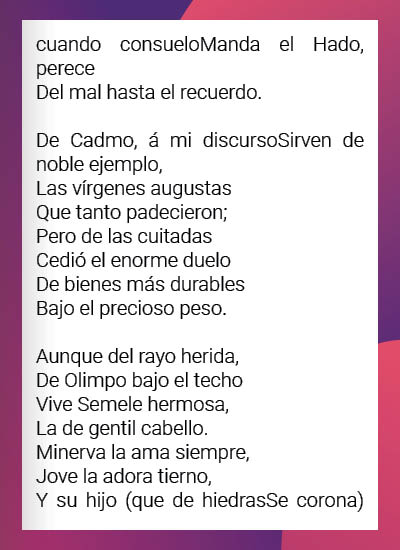 cuando consueloManda el Hado,
perece
Del mal hasta el recuerdo.

De Cadmo, á mi discursoSirven de
noble ejemplo,
Las vírgenes augustas
Que tanto padecieron;
Pero de las cuitadas
Cedió el enorme duelo
De bienes más durables
Bajo el precioso peso.

Aunque del rayo herida,
De Olimpo bajo el techo
Vive Semele hermosa,
La de gentil cabello.
Minerva la ama siempre,
Jove la adora tierno,
Y su hijo (que de hiedrasSe corona)